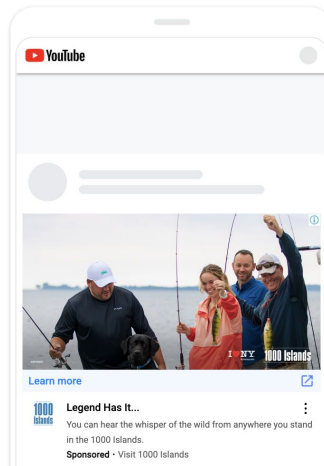 YouTube
I ♥ NY
1000 Islands
Learn more
1000
Islands
Legend Has It...
You can hear the whisper of the wild from anywhere you stand
in the 1000 Islands.
Sponsored · Visit 1000 Islands